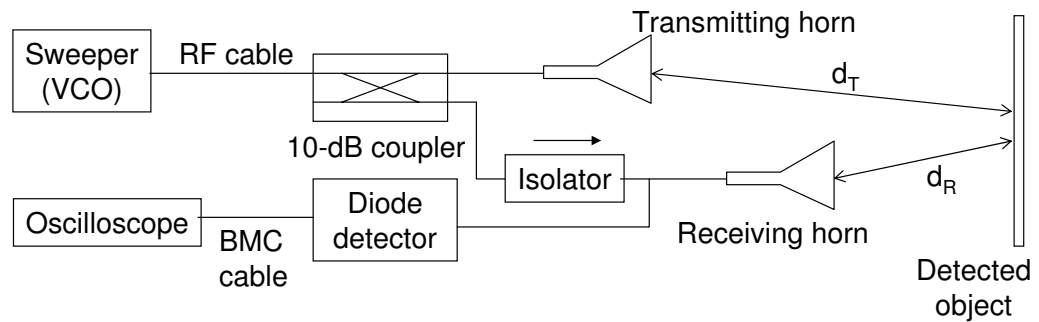 Transmitting horn
Sweeper
(VCO)
RF cable
d_T
10-dB coupler
Isolator
d_R
Oscilloscope
BMC
cable
Diode
detector
Receiving horn
Detected
object